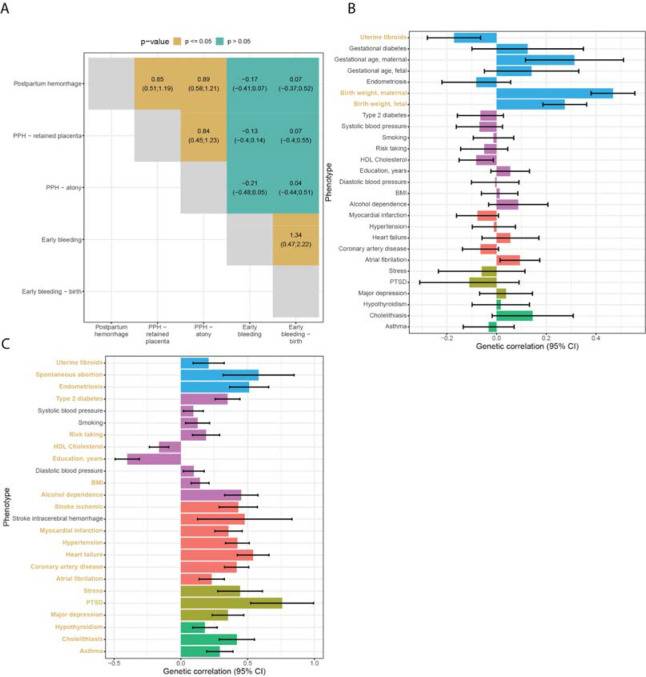 A
p-value
p <= 0.05
p > 0.05
Postpartum hemorrhage
0.85
(0.51;1.19)
0.89
(0.58;1.21)
−0.17
(−0.41;0.07)
0.07
(−0.37;0.52)
PPH − retained placenta
0.84
(0.45;1.23)
−0.13
(−0.4;0.14)
0.07
(−0.4;0.55)
PPH − atony
−0.21
(−0.48;0.05)
0.04
(−0.44;0.51)
Early bleeding
1.34
(0.47;2.22)
Early bleeding − birth
Postpartum
hemorrhage
PPH −
retained
placenta
PPH
−atony
Early
bleeding
Early
bleeding −
birth
B
Phenotype
Uterine fibroids
Gestational diabetes
Gestational age, maternal
Gestational age, fetal
Endometriosis
Birth weight, maternal
Birth weight, fetal
Type 2 diabetes
Systolic blood pressure
Smoking
Risk taking
HDL Cholesterol
Education, years
Diastolic blood pressure
BMI
Alcohol dependence
Myocardial infarction
Hypertension
Heart failure
Coronary artery disease
Atrial fibrilation
Stress
PTSD
Major depression
Hypothyroidism
Cholelithiasis
Asthma
−0.2
0.0
0.2
0.4
0.6
Genetic correlation (95% CI)
C
Phenotype
Uterine fibroids
Spontaneous abortion
Endometriosis
Type 2 diabetes
Systolic blood pressure
Smoking
Risk taking
HDL Cholesterol
Education, years
Diastolic blood pressure
BMI
Alcohol dependence
Stroke ischemic
Stroke intracerebral hemorrhage
Myocardial infarction
Hypertension
Heart failure
Coronary artery disease
Atrial fibrilation
Stress
PTSD
Major depression
Hypothyroidism
Cholelithiasis
Asthma
−0.5
0.0
0.5
1.0
Genetic correlation (95% CI)